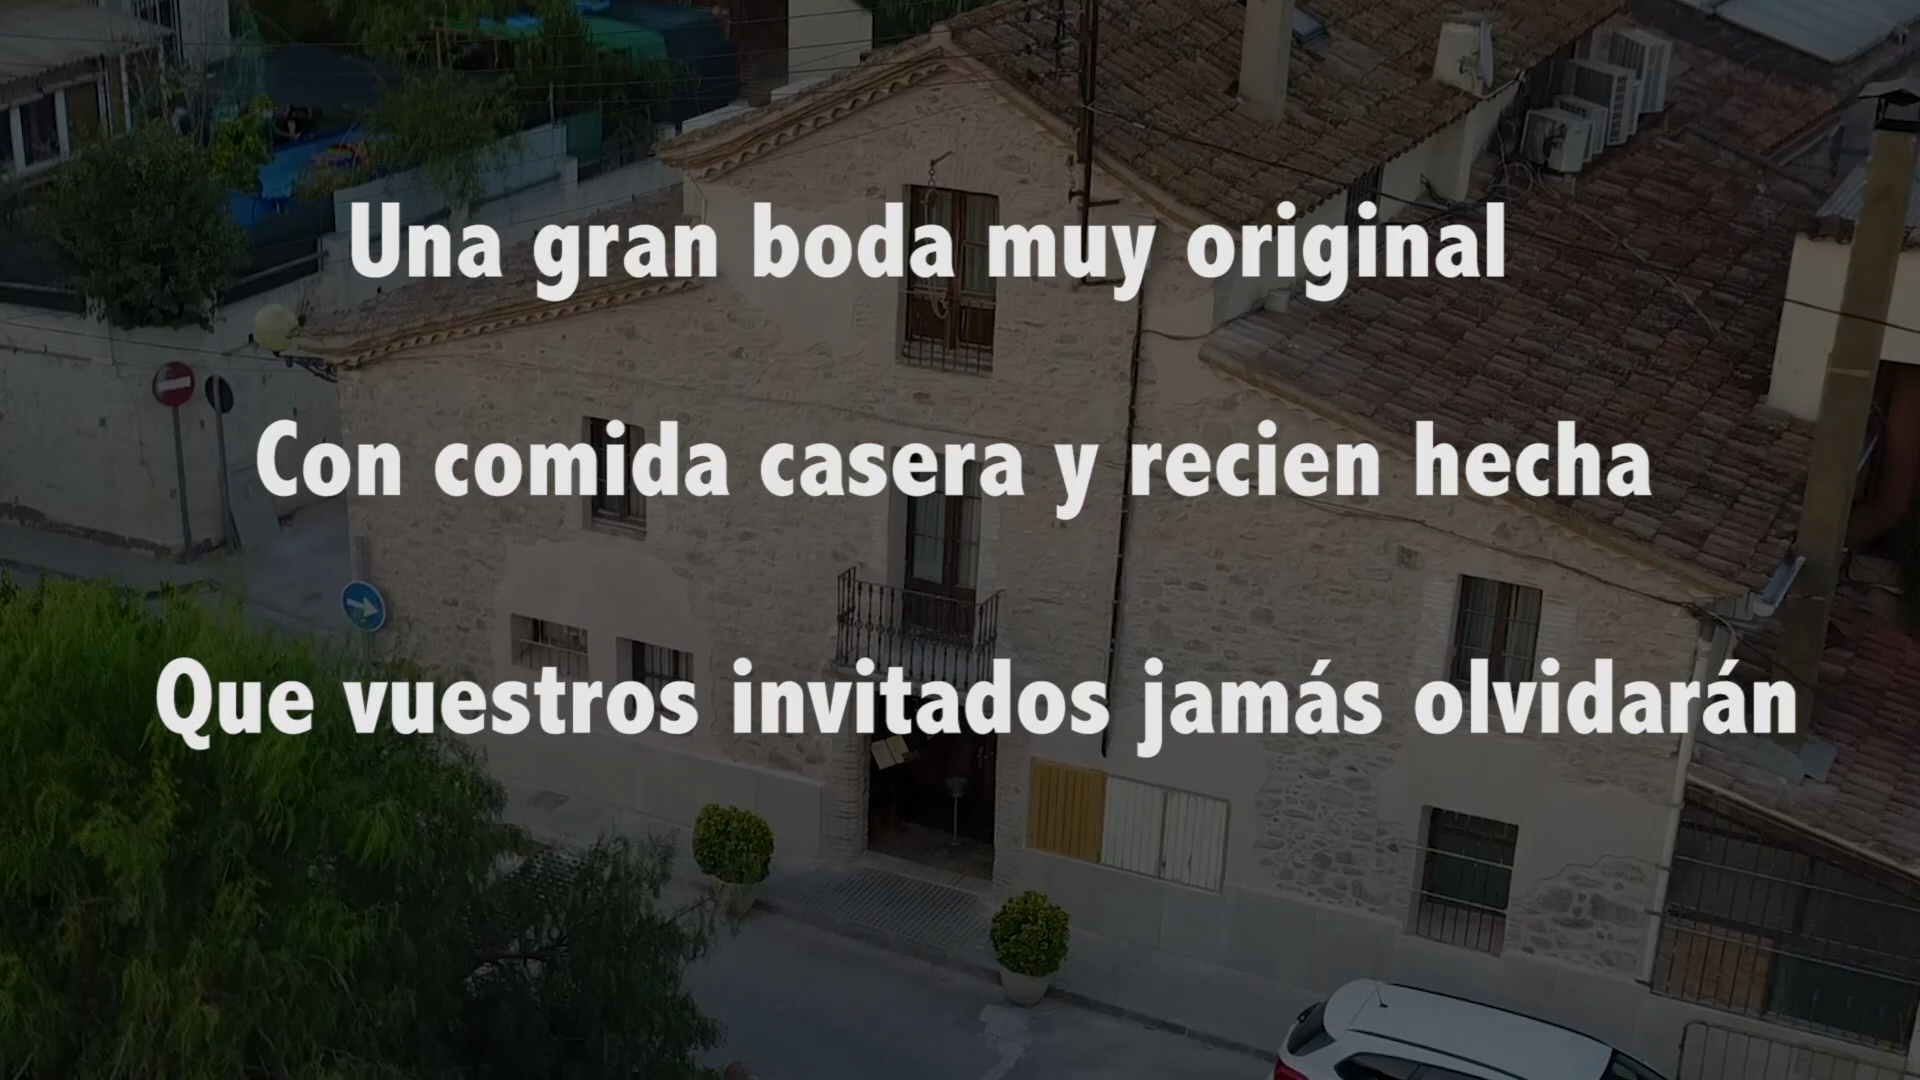 Una gran boda muy original
Con comida casera y recien hecha
Que vuestros invitados jamás olvidarán